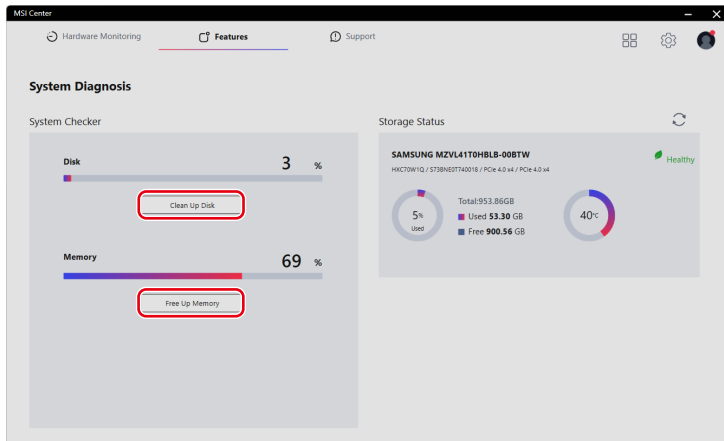 MSI Center
Hardware Monitoring
Features
Support
System Diagnosis
System Checker
Storage Status
Disk
3 %
Clean Up Disk
Memory
69 %
Free Up Memory
SAMSUNG MZVL41T0HBLB-00BTW
Healthy
HXC70W1Q / S738NE0T740018 / PCIe 4.0 x4 / PCIe 4.0 x4
5%
Used
Total:953.86GB
Used 53.30 GB
Free 900.56 GB
40°C